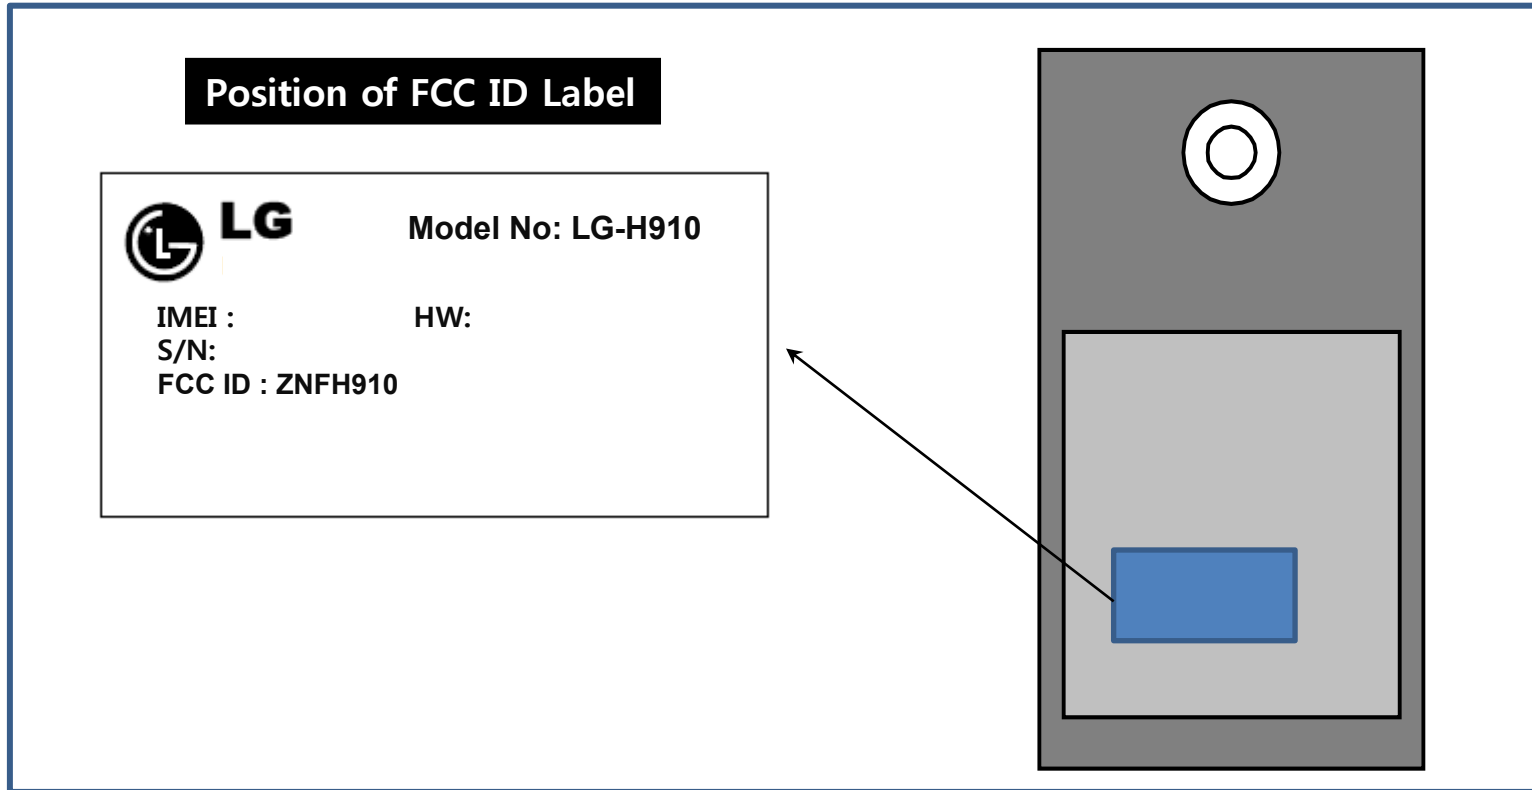 Position of FCC ID Label
LG
Model No: LG-H910
IMEI :
HW:
S/N:
FCC ID : ZNFH910